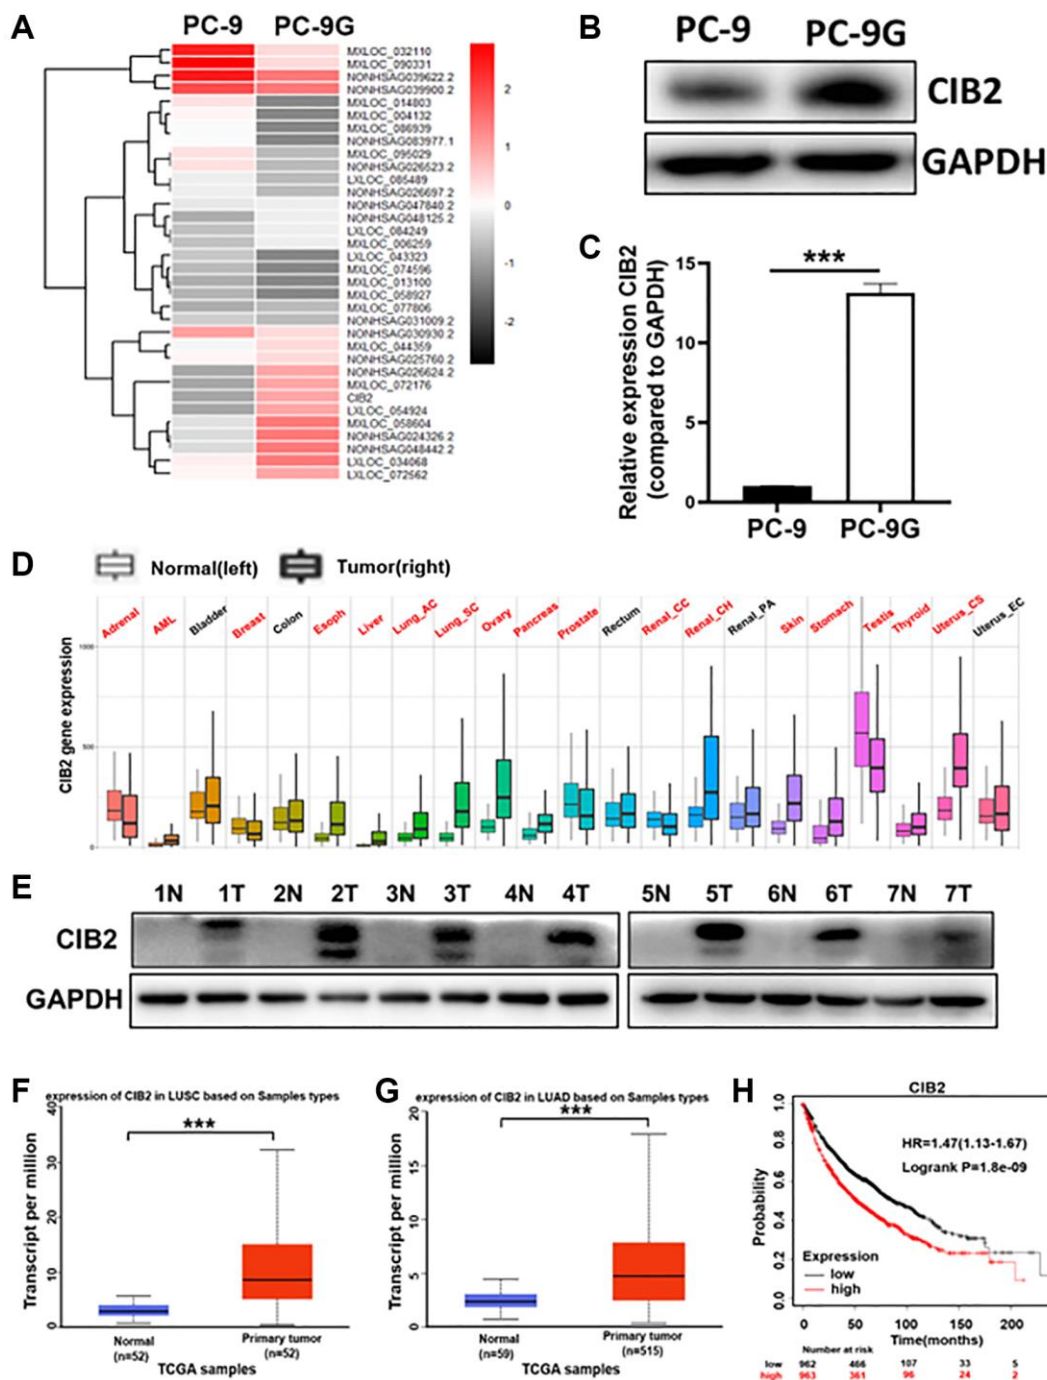 A
PC-9 PC-9G
MXLOC_032110
MXLOC_090331
NONHSAG039622.2
NONHSAG039900.2
MXLOC_014803
MXLOC_004132
MXLOC_086939
NONHSAG083977.1
MXLOC_095029
NONHSAG026523.2
LXLOC_085489
NONHSAG026697.2
NONHSAG047840.2
NONHSAG048125.2
LXLOC_084249
MXLOC_006259
LXLOC_043323
MXLOC_074596
MXLOC_013100
MXLOC_058927
MXLOC_077806
NONHSAG031009.2
NONHSAG030930.2
MXLOC_044359
NONHSAG025760.2
NONHSAG026624.2
MXLOC_072176
CIB2
LXLOC_054924
MXLOC_058604
NONHSAG024326.2
NONHSAG048442.2
LXLOC_034068
LXLOC_072562
2
1
0
-1
-2
B
PC-9 PC-9G
CIB2
GAPDH
C
Relative expression CIB2
(compared to GAPDH)
15
10
5
0
***
PC-9 PC-9G
D
Normal(left) Tumor(right)
Adrenal AML Bladder Breast Colon Esoph Liver Lung_AC Lung_SC Ovary Pancreas Prostate Rectum Renal_CC Renal_CH Renal_PA Skin Stomach Testis Thyroid Uterus_CS Uterus_EC
CIB2 gene expression
1000
500
0
E
1N 1T 2N 2T 3N 3T 4N 4T 5N 5T 6N 6T 7N 7T
CIB2
GAPDH
F
expression of CIB2 in LUSC based on Samples types
Transcript per million
40
30
20
10
0
***
Normal Primary tumor
(n=52) (n=52)
TCGA samples
G
expression of CIB2 in LUAD based on Samples types
Transcript per million
20
15
10
5
0
***
Normal Primary tumor
(n=59) (n=515)
TCGA samples
H
CIB2
Probability
1.0
0.8
0.6
0.4
0.2
0.0
HR=1.47(1.13-1.67)
Logrank P=1.8e-09
Expression
low
high
0 50 100 150 200
Time(months)
Number at risk
low 962 466 107 33 5
high 963 361 96 24 2